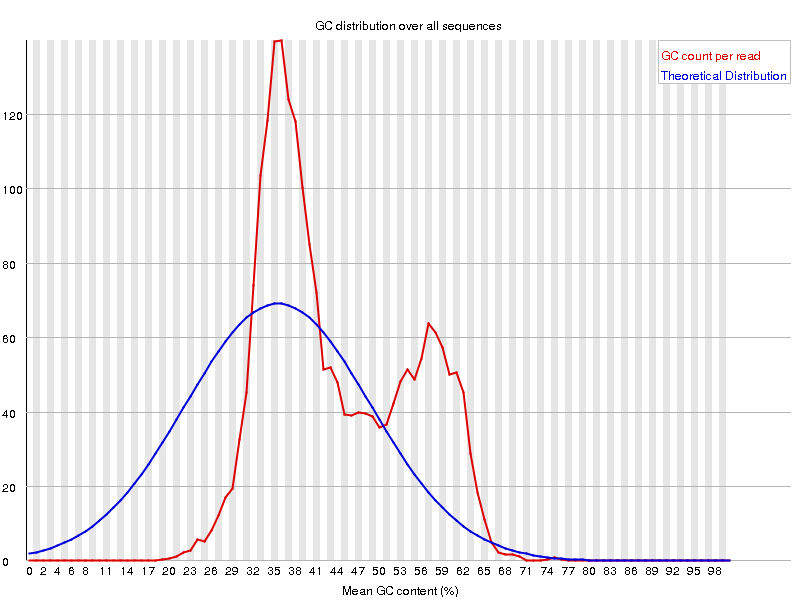 GC distribution over all sequences
GC count per read
Theoretical Distribution
120
100
80
60
40
20
0
0 2 4 6 8 11 14 17 20 23 26 29 32 35 38 41 44 47 50 53 56 59 62 65 68 71 74 77 80 83 86 89 92 95 98
Mean GC content (%)